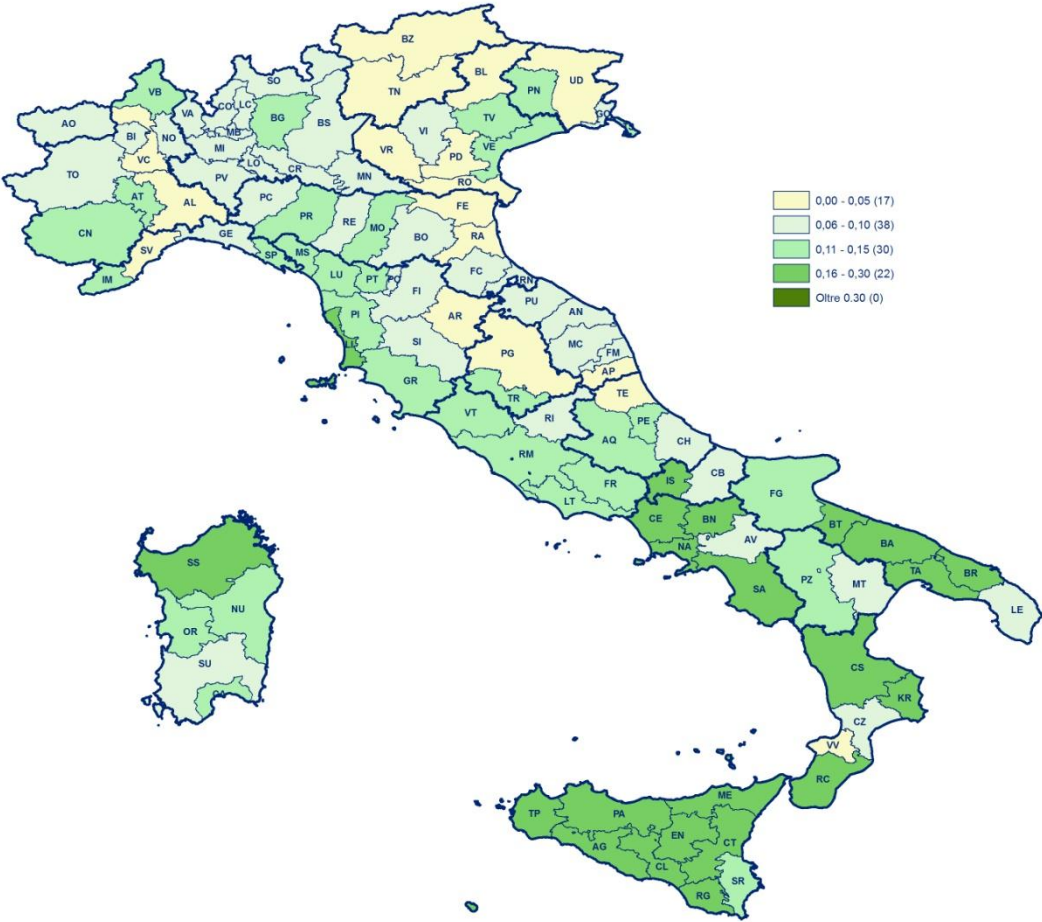 BZ
BL
UD
PN
TN
SO
VB
TV
GO
VA
CO
LC
BG
BS
VI
AO
BI
NO
MB
MI
VR
PD
VE
VC
LO
TO
PV
CR
MN
RO
AT
AL
PC
PR
RE
MO
FE
CN
GE
BO
RA
SV
SP
MS
IM
LU
PT
PO
FC
RN
FI
PU
PI
AR
AN
SI
MC
FM
LI
PG
AP
GR
TR
TE
VT
RI
PE
AQ
CH
RM
CB
FR
IS
LT
FG
CE
BN
BT
NA
AV
BA
SA
PZ
MT
TA
BR
LE
SS
NU
OR
SU
CA
CS
KR
CZ
VV
RC
ME
TP
PA
EN
AG
CT
CL
SR
RG
0,00 - 0,05 (17)
0,06 - 0,10 (38)
0,11 - 0,15 (30)
0,16 - 0,30 (22)
Oltre 0.30 (0)